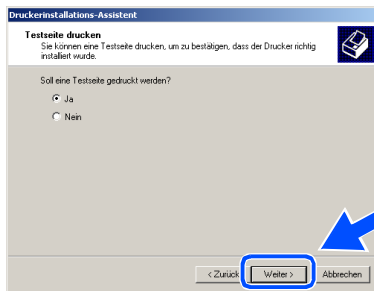 Druckerinstallations-Assistent
Testseite drucken
Sie können eine Testseite drucken, um zu bestätigen, dass der Drucker richtig
installiert wurde.
Soll eine Testseite gedruckt werden?
Ja
Nein
< Zurück
Weiter >
Abbrechen